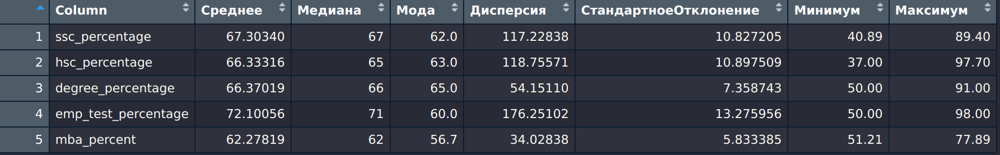 Column Среднее Медиана Мода Дисперсия СтандартноеОтклонение Минимум Максимум
1 ssc_percentage 67.30340 67 62.0 117.22838 10.827205 40.89 89.40
2 hsc_percentage 66.33316 65 63.0 118.75571 10.897509 37.00 97.70
3 degree_percentage 66.37019 66 65.0 54.15110 7.358743 50.00 91.00
4 emp_test_percentage 72.10056 71 60.0 176.25102 13.275956 50.00 98.00
5 mba_percent 62.27819 62 56.7 34.02838 5.833385 51.21 77.89